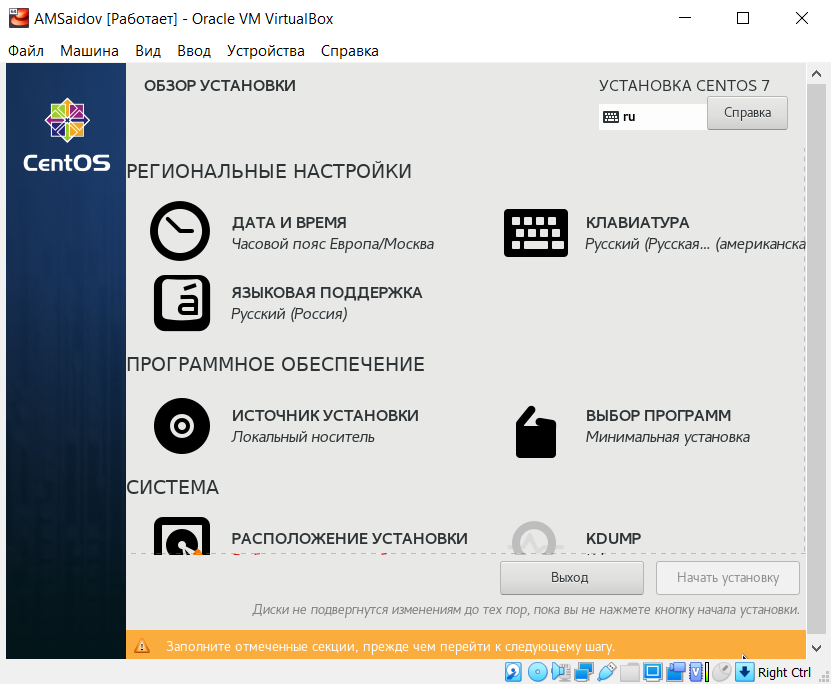 AMSaidov [Работает] - Oracle VM VirtualBox
Файл Машина Вид Ввод Устройства Справка
CentOS
ОБЗОР УСТАНОВКИ
УСТАНОВКА CENTOS 7
ru
Справка
РЕГИОНАЛЬНЫЕ НАСТРОЙКИ
ДАТА И ВРЕМЯ
Часовой пояс Европа/Москва
КЛАВИАТУРА
Русский (Русская... (американска
ЯЗЫКОВАЯ ПОДДЕРЖКА
Русский (Россия)
ПРОГРАММНОЕ ОБЕСПЕЧЕНИЕ
ИСТОЧНИК УСТАНОВКИ
Локальный носитель
ВЫБОР ПРОГРАММ
Минимальная установка
СИСТЕМА
РАСПОЛОЖЕНИЕ УСТАНОВКИ
KDUMP
Выход
Начать установку
Диски не подвергнутся изменениям до тех пор, пока вы не нажмете кнопку начала установки.
Заполните отмеченные секции, прежде чем перейти к следующему шагу.
Right Ctrl